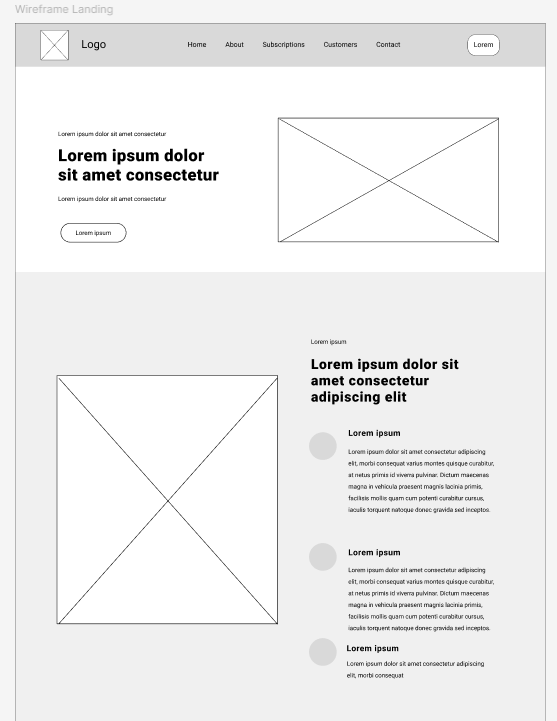 Wireframe Landing
Logo
Home
About
Subscriptions
Customers
Contact
Lorem
Lorem ipsum dolor sit amet consectetur
Lorem ipsum dolor
sit amet consectetur
Lorem ipsum dolor sit amet consectetur
Lorem ipsum
Lorem ipsum
Lorem ipsum dolor sit
amet consectetur
adipiscing elit
Lorem ipsum
Lorem ipsum dolor sit amet consectetur adipiscing
elit, morbi consequat varius montes quisque curabitur,
at netus primis id viverra pulvinar. Dictum maecenas
magna in vehicula praesent magnis lacinia primis,
facilisis mollis quam cum potenti curabitur cursus,
iaculis torquent natoque donec gravida sed inceptos.
Lorem ipsum
Lorem ipsum dolor sit amet consectetur adipiscing
elit, morbi consequat varius montes quisque curabitur,
at netus primis id viverra pulvinar. Dictum maecenas
magna in vehicula praesent magnis lacinia primis,
facilisis mollis quam cum potenti curabitur cursus,
iaculis torquent natoque donec gravida sed inceptos.
Lorem ipsum
Lorem ipsum dolor sit amet consectetur adipiscing
elit, morbi consequat